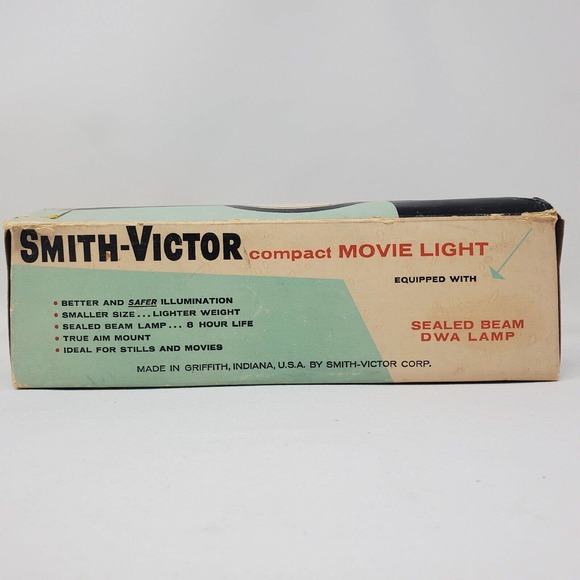 SMITH-VICTOR compact MOVIE LIGHT
EQUIPPED WITH
• BETTER AND SAFER ILLUMINATION
• SMALLER SIZE... LIGHTER WEIGHT
• SEALED BEAM LAMP... 8 HOUR LIFE
• TRUE AIM MOUNT
• IDEAL FOR STILLS AND MOVIES
SEALED BEAM
DWA LAMP
MADE IN GRIFFITH, INDIANA, U.S.A. BY SMITH-VICTOR CORP.